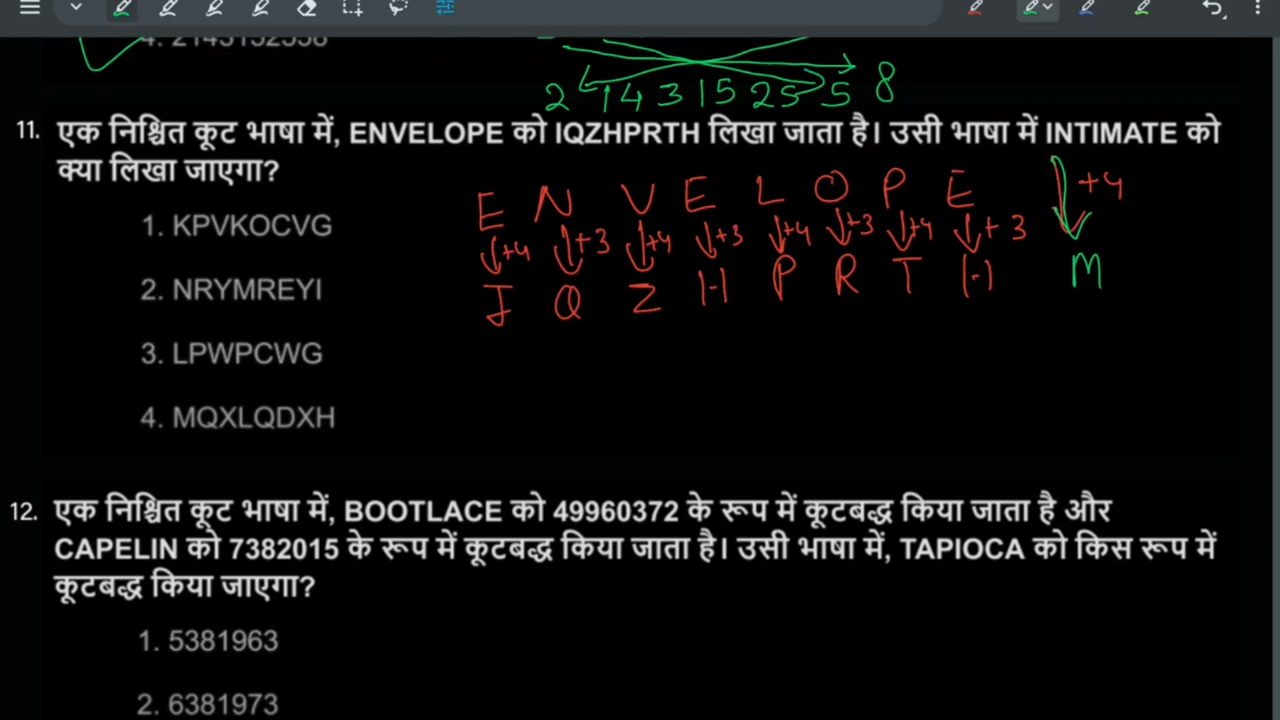 4. 2143152558
2 14 3 15 25 5 8
11. एक निश्चित कूट भाषा में, ENVELOPE को IQZHPRTH लिखा जाता है। उसी भाषा में INTIMATE को
क्या लिखा जाएगा?
E N V E L O P E
+4
1. KPVKOCVG
+4 +3 +4 +3 +4 +3 +4 +3
I Q Z H P R T H M
2. NRYMREYI
3. LPWPCWG
4. MQXLQDXH
12. एक निश्चित कूट भाषा में, BOOTLACE को 49960372 के रूप में कूटबद्ध किया जाता है और
CAPELIN को 7382015 के रूप में कूटबद्ध किया जाता है। उसी भाषा में, TAPIOCA को किस रूप में
कूटबद्ध किया जाएगा?
1. 5381963
2. 6381973